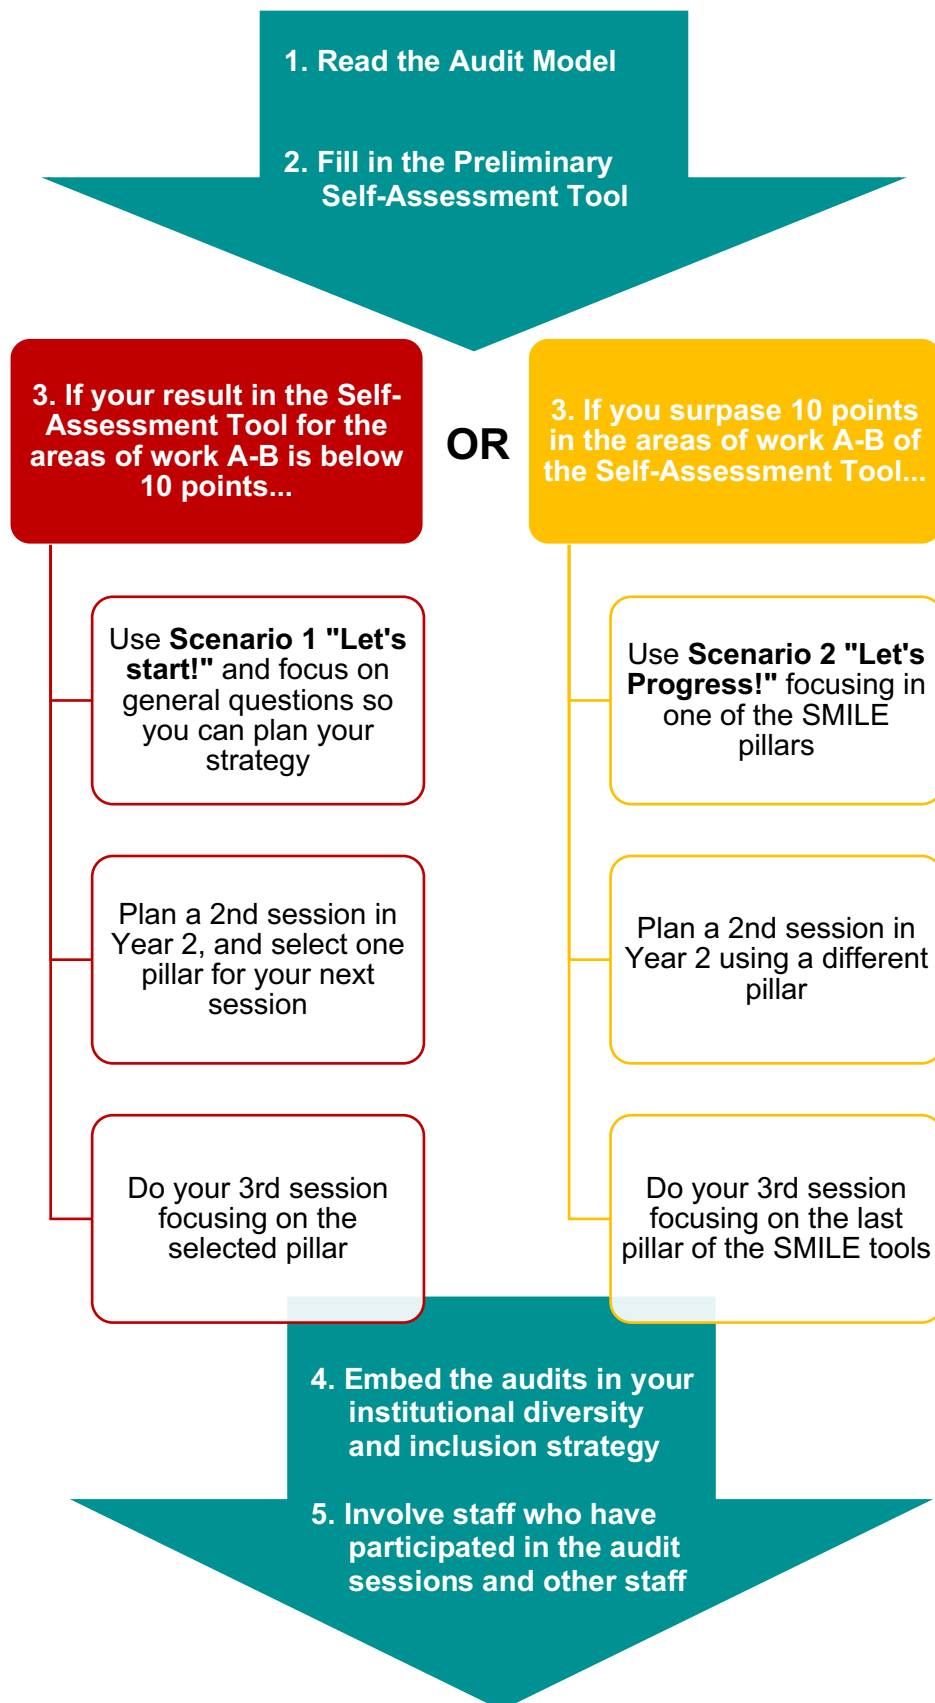 1. Read the Audit Model
2. Fill in the Preliminary
Self-Assessment Tool
3. If your result in the Self-
Assessment Tool for the
areas of work A-B is below
10 points...
OR
3. If you surpase 10 points
in the areas of work A-B of
the Self-Assessment Tool...
Use Scenario 1 "Let's
start!" and focus on
general questions so
you can plan your
strategy
Plan a 2nd session in
Year 2, and select one
pillar for your next
session
Do your 3rd session
focusing on the
selected pillar
Use Scenario 2 "Let's
Progress!" focusing in
one of the SMILE
pillars
Plan a 2nd session in
Year 2 using a different
pillar
Do your 3rd session
focusing on the last
pillar of the SMILE tools
4. Embed the audits in your
institutional diversity
and inclusion strategy
5. Involve staff who have
participated in the audit
sessions and other staff